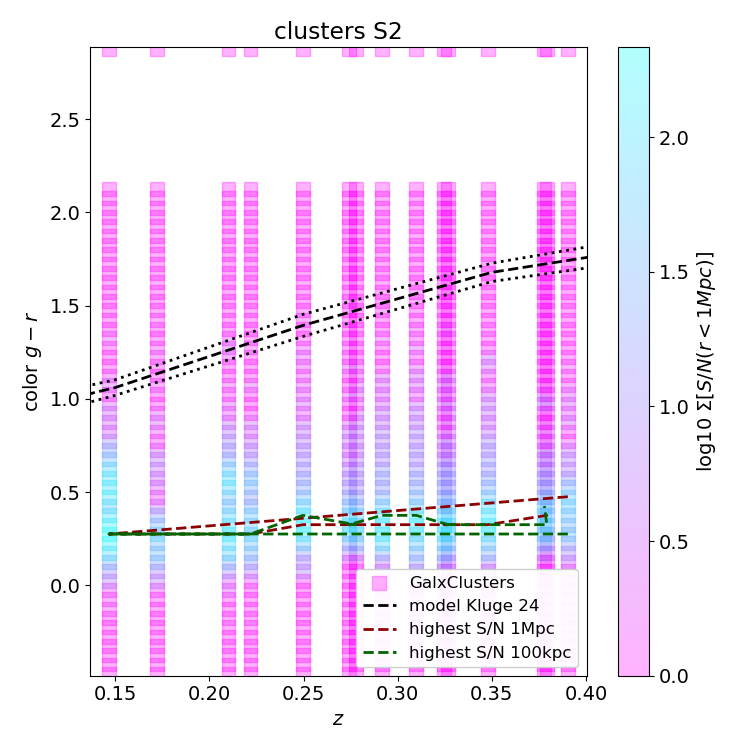 clusters S2
2.5
2.0
1.5
1.0
0.5
0.0
color g − r
0.15 0.20 0.25 0.30 0.35 0.40
z
GalxClusters
model Kluge 24
highest S/N 1Mpc
highest S/N 100kpc
2.0
1.5
1.0
0.5
0.0
log10 Σ[S/N(r < 1Mpc)]